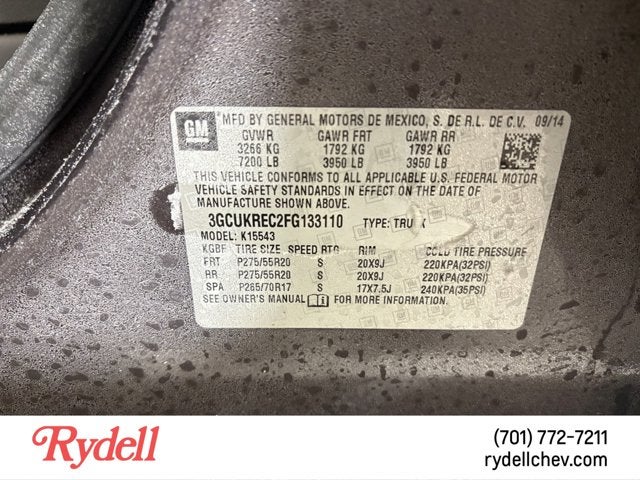 GM
MFD BY GENERAL MOTORS DE MEXICO, S. DE R.L. DE C.V. 09/14
GVWR GAWR FRT GAWR RR
3266 KG 1792 KG 1792 KG
7200 LB 3950 LB 3950 LB
THIS VEHICLE CONFORMS TO ALL APPLICABLE U.S. FEDERAL MOTOR
VEHICLE SAFETY STANDARDS IN EFFECT ON THE DATE OF
MANUFACTURE SHOWN ABOVE.
3GCUKREC2FG133110 TYPE: TRUCK
MODEL: K15543
KGBF TIRE SIZE SPEED RTG RIM COLD TIRE PRESSURE
FRT P275/55R20 S 20X9J 220KPA(32PSI)
RR P275/55R20 S 20X9J 220KPA(32PSI)
SPA P265/70R17 S 17X7.5J 240KPA(35PSI)
SEE OWNER'S MANUAL FOR MORE INFORMATION.
Rydell
(701) 772-7211
rydellchev.com